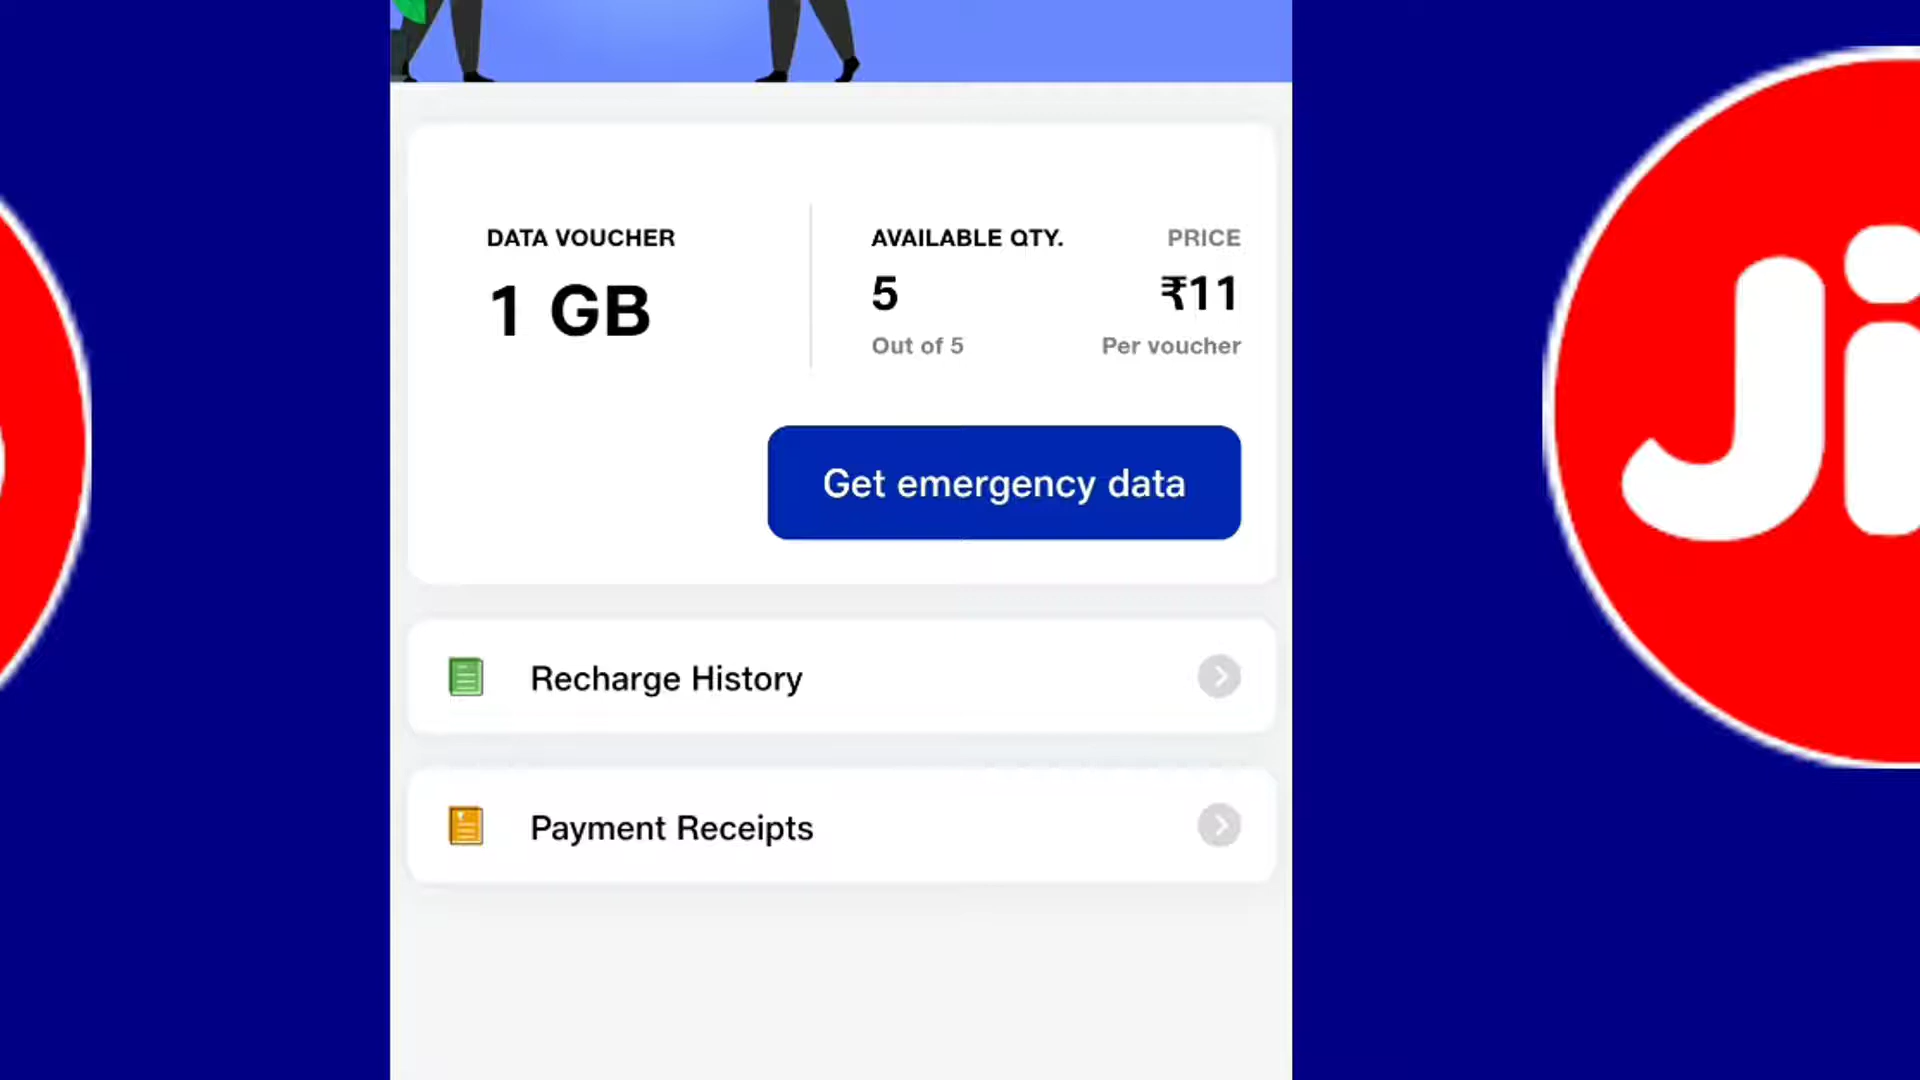 DATA VOUCHER
1 GB
AVAILABLE QTY.
5
Out of 5
PRICE
₹11
Per voucher
Get emergency data
Recharge History
Payment Receipts
Ji